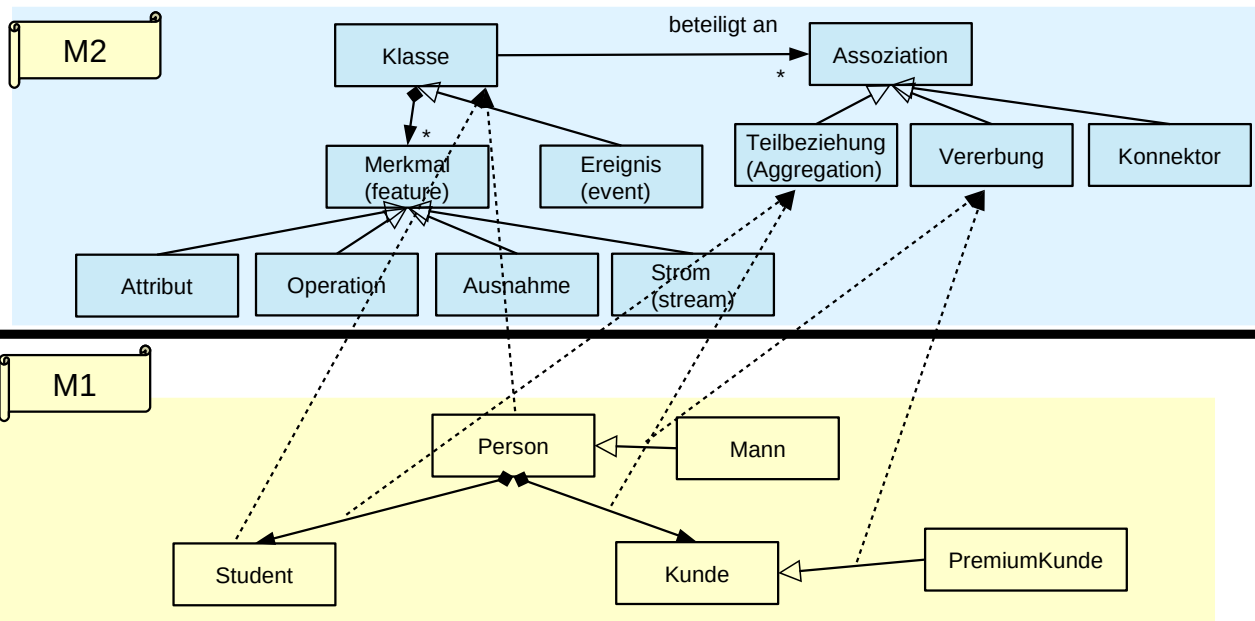 M2
beteiligt an
Klasse
Assoziation
*
*
Merkmal
(feature)
Ereignis
(event)
Teilbeziehung
(Aggregation)
Vererbung
Konnektor
Attribut
Operation
Ausnahme
Strom
(stream)
M1
Person
Mann
Student
Kunde
PremiumKunde